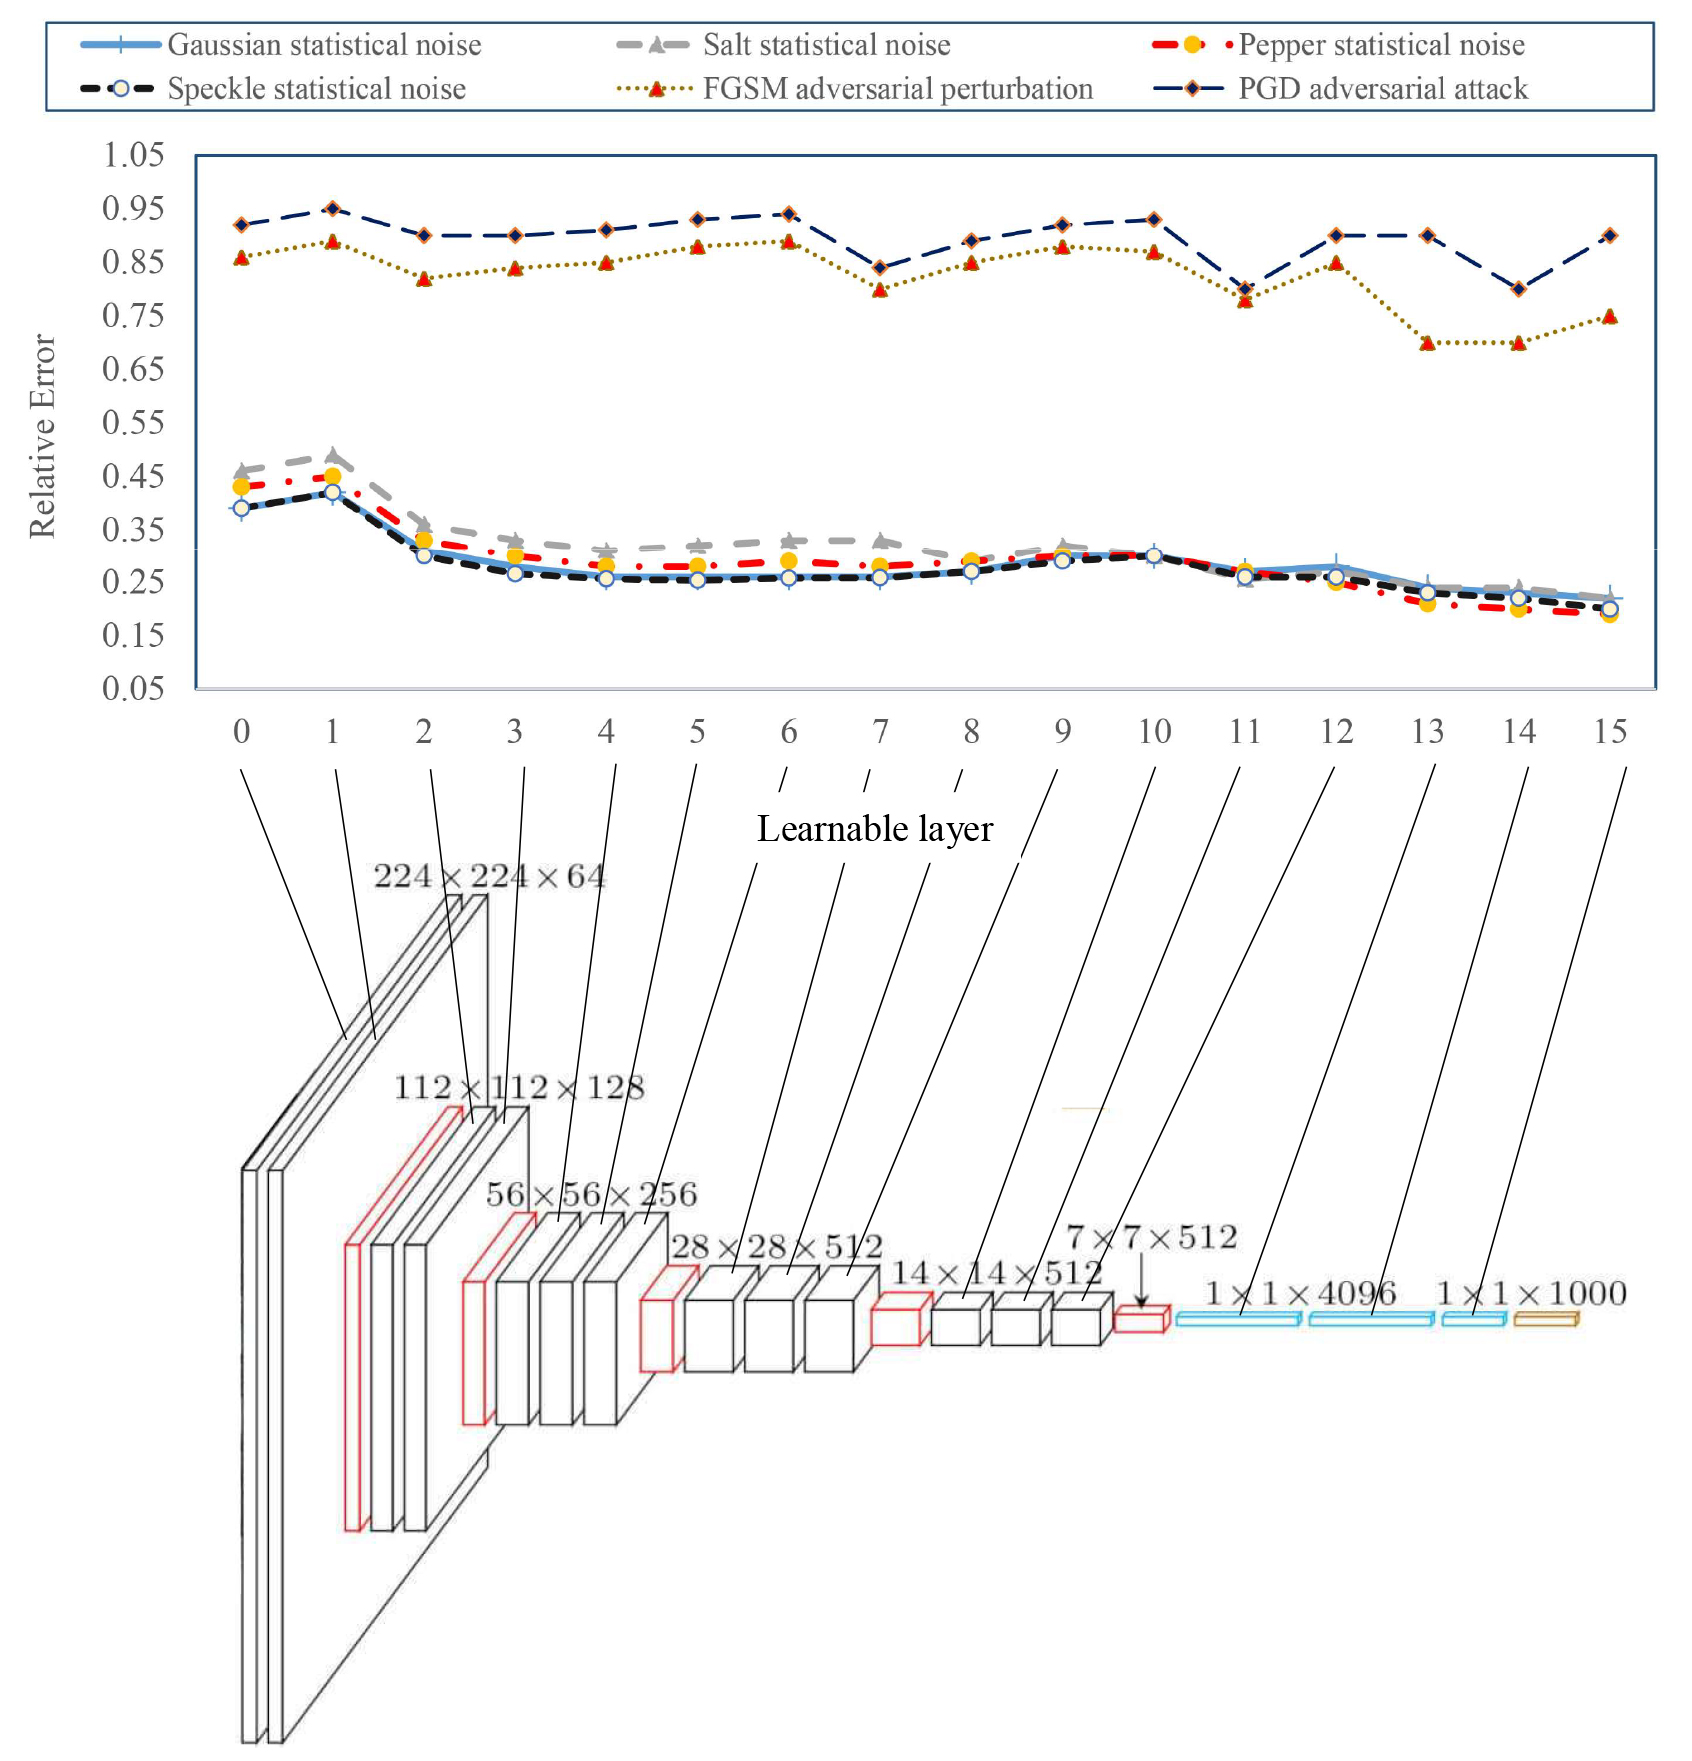 Gaussian statistical noise Salt statistical noise Pepper statistical noise
Speckle statistical noise FGSM adversarial perturbation PGD adversarial attack
1.05
0.95
0.85
0.75
0.65
0.55
0.45
0.35
0.25
0.15
0.05
Relative Error
0 1 2 3 4 5 6 7 8 9 10 11 12 13 14 15
Learnable layer
224 × 224 × 64
112 × 112 × 128
56 × 56 × 256
28 × 28 × 512
14 × 14 × 512
7 × 7 × 512
1 × 1 × 4096
1 × 1 × 1000